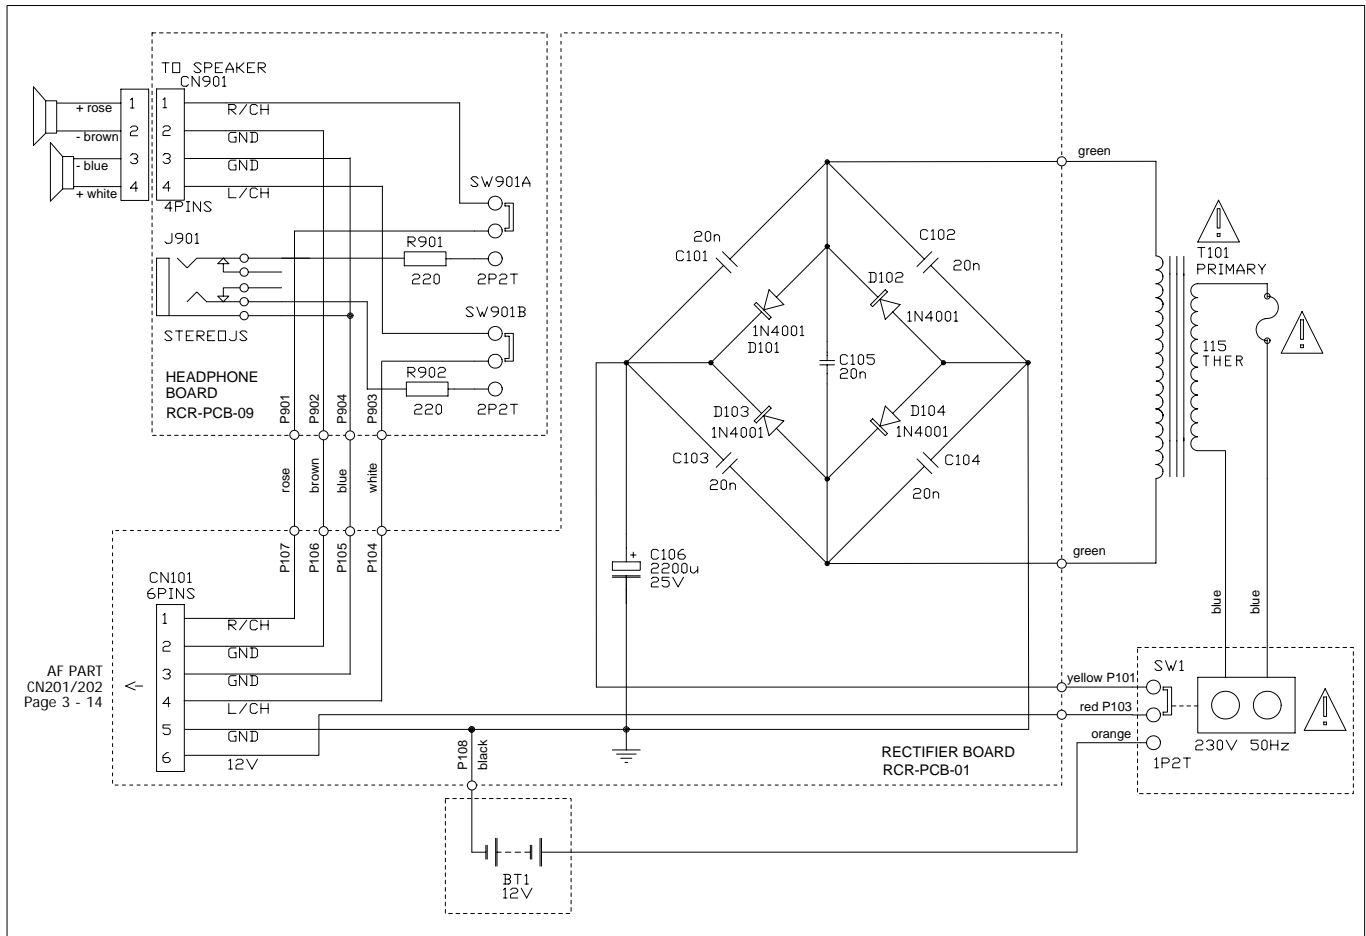 TO SPEAKER
CN901
+ rose
- brown
- blue
+ white
1
2
3
4
1
2
3
4
R/CH
GND
GND
L/CH
4PINS
SW901A
J901
R901
220
2P2T
SW901B
STEREOJS
R902
220
2P2T
HEADPHONE
BOARD
RCR-PCB-09
P901
P902
P904
P903
rose
brown
blue
white
P107
P106
P105
P104
CN101
6PINS
1
2
3
4
5
6
R/CH
GND
GND
L/CH
GND
12V
AF PART
CN201/202
Page 3 - 14
<-
20n
C101
C102
20n
D102
1N4001
1N4001
D101
C105
20n
D103
1N4001
D104
1N4001
C103
20n
C104
20n
+
C106
2200u
25V
green
green
T101
PRIMARY
!
!
115
THER
blue
blue
yellow P101
red P103
orange
SW1
!
230V 50Hz
1P2T
RECTIFIER BOARD
RCR-PCB-01
P108
black
BT1
12V